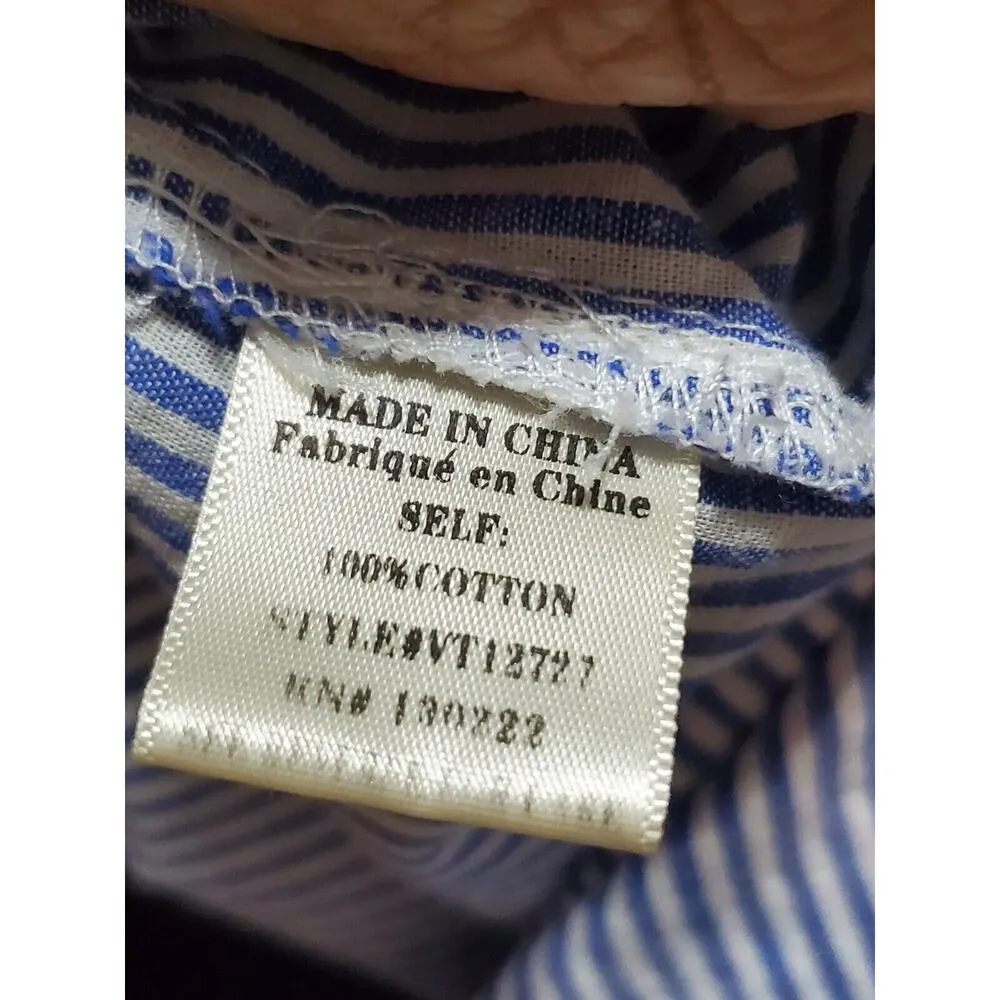 MADE IN CHINA
Fabriqué en Chine
SELF:
100%COTTON
STYLE#VT12727
RN# 130222